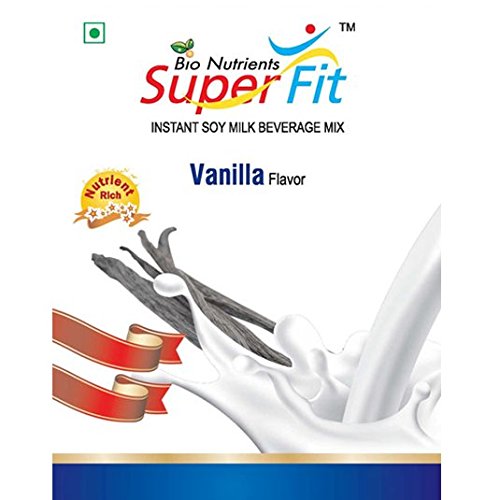 TM
Bio Nutrients
Super Fit
INSTANT SOY MILK BEVERAGE MIX
Vanilla Flavor
Nutrient
Rich